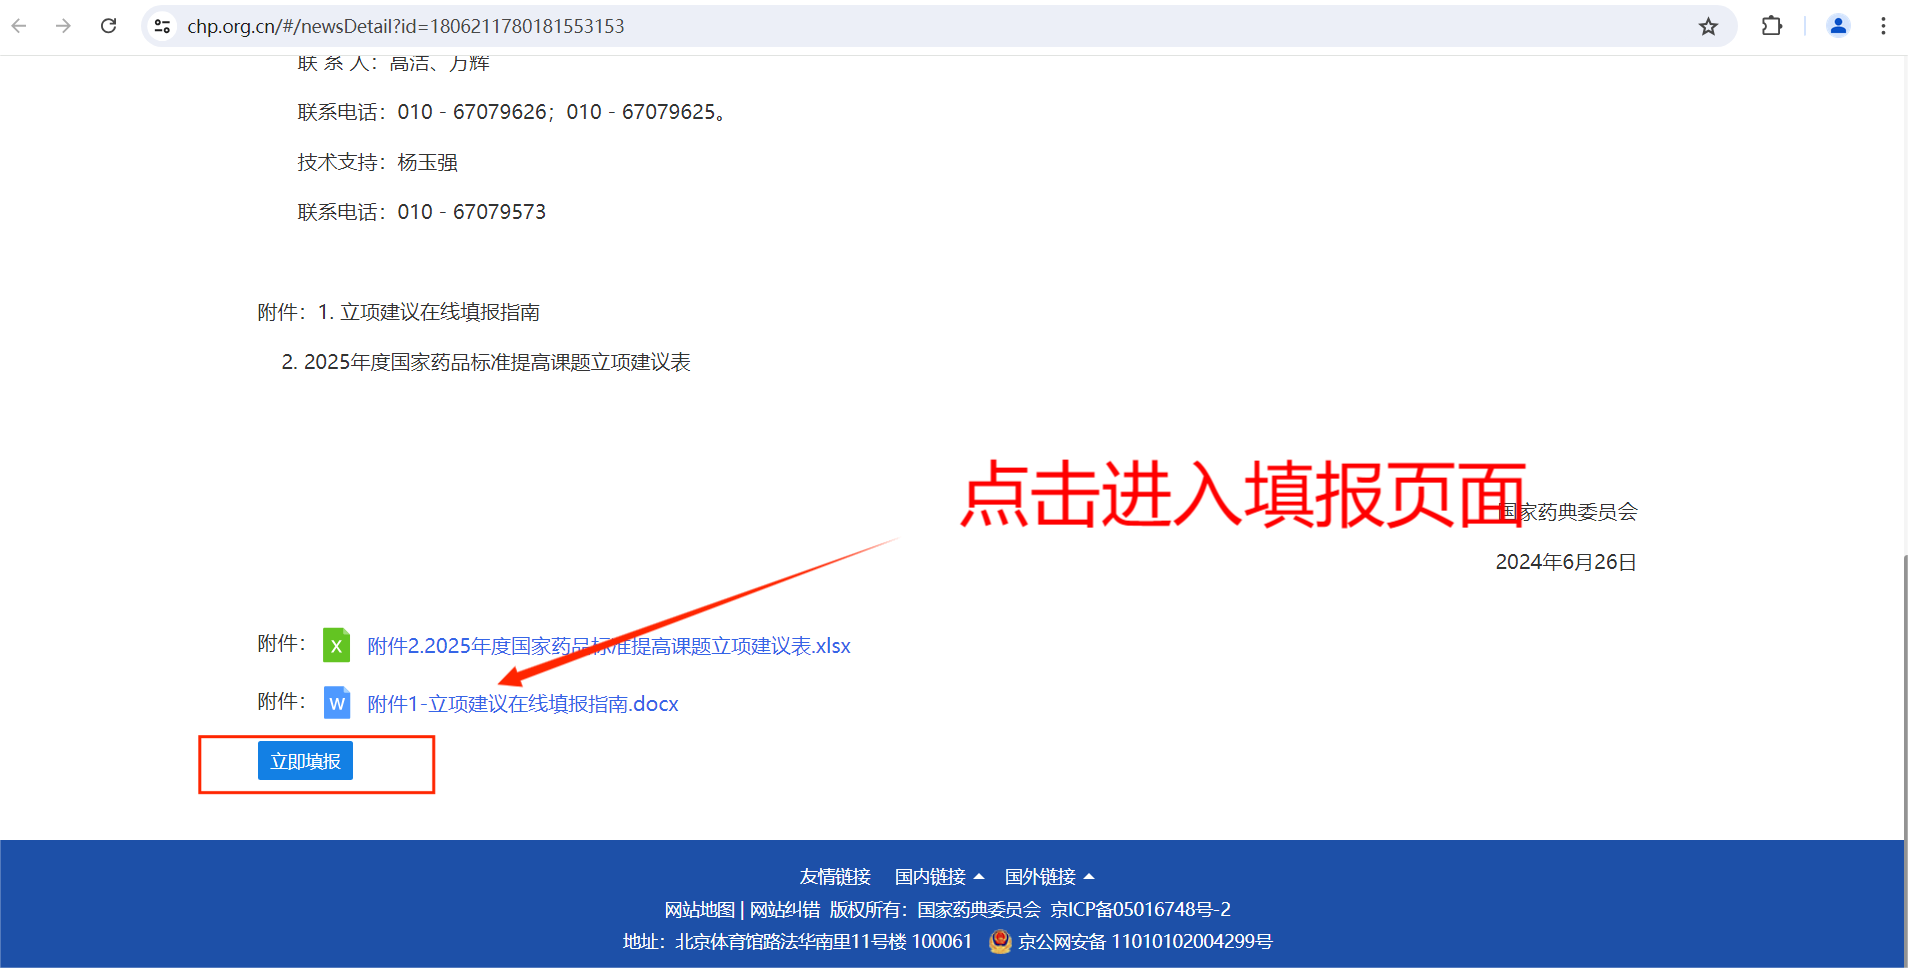 chp.org.cn/#/newsDetail?id=1806211780181553153
联 系 人：高洁、万辉
联系电话：010 - 67079626；010 - 67079625。
技术支持：杨玉强
联系电话：010 - 67079573
附件：1. 立项建议在线填报指南
2. 2025年度国家药品标准提高课题立项建议表
点击进入填报页面
国家药典委员会
2024年6月26日
附件： X 附件2.2025年度国家药品标准提高课题立项建议表.xlsx
附件： W 附件1-立项建议在线填报指南.docx
立即填报
友情链接 国内链接 国外链接
网站地图 | 网站纠错 版权所有：国家药典委员会 京ICP备05016748号-2
地址：北京体育馆路法华南里11号楼 100061 京公网安备 11010102004299号